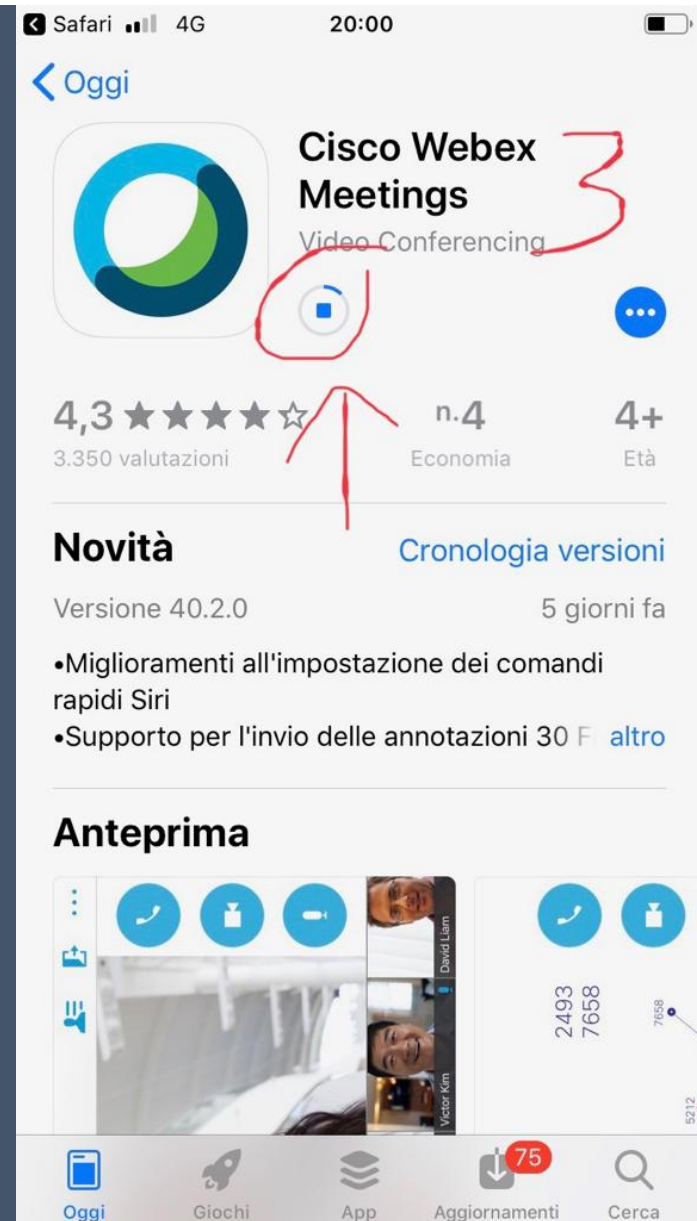 Safari 4G 20:00
Oggi
Cisco Webex
Meetings
Video Conferencing
3
4,3 n.4 4+
3.350 valutazioni Economia Età
Novità Cronologia versioni
Versione 40.2.0 5 giorni fa
•Miglioramenti all'impostazione dei comandi
rapidi Siri
•Supporto per l'invio delle annotazioni 30 F altro
Anteprima
David Liam
Victor Kim
2493
7658
7658
5212
75
Oggi Giochi App Aggiornamenti Cerca